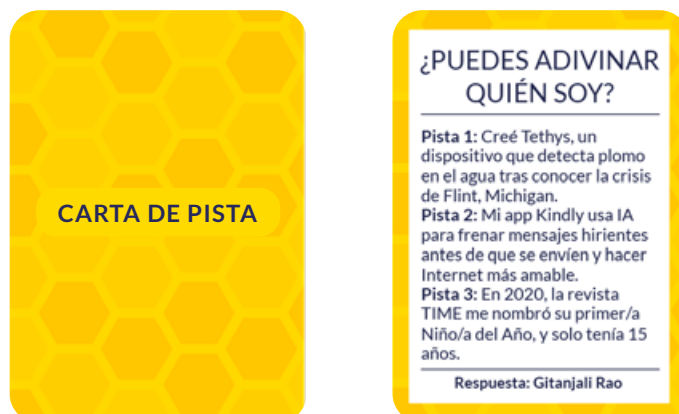 CARTA DE PISTA
¿PUEDES ADIVINAR
QUIÉN SOY?
Pista 1: Creé Tethys, un
dispositivo que detecta plomo
en el agua tras conocer la crisis
de Flint, Michigan.
Pista 2: Mi app Kindly usa IA
para frenar mensajes hirientes
antes de que se envíen y hacer
Internet más amable.
Pista 3: En 2020, la revista
TIME me nombró su primer/a
Niño/a del Año, y solo tenía 15
años.
Respuesta: Gitanjali Rao